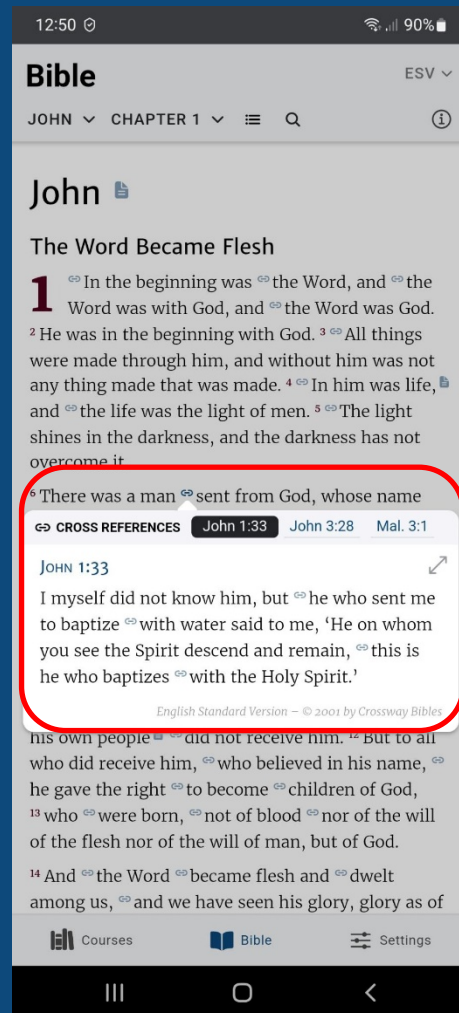 12:50 90%
Bible ESV
JOHN CHAPTER 1
John
The Word Became Flesh
1 In the beginning was the Word, and the
Word was with God, and the Word was God.
2 He was in the beginning with God. 3 All things
were made through him, and without him was not
any thing made that was made. 4 In him was life,
and the life was the light of men. 5 The light
shines in the darkness, and the darkness has not
overcome it
6 There was a man sent from God, whose name
CROSS REFERENCES John 1:33 John 3:28 Mal. 3:1
JOHN 1:33
I myself did not know him, but he who sent me
to baptize with water said to me, ‘He on whom
you see the Spirit descend and remain, this is
he who baptizes with the Holy Spirit.’
English Standard Version – © 2001 by Crossway Bibles
his own people did not receive him. 12 But to all
who did receive him, who believed in his name,
he gave the right to become children of God,
13 who were born, not of blood nor of the will
of the flesh nor of the will of man, but of God.
14 And the Word became flesh and dwelt
among us, and we have seen his glory, glory as of
Courses Bible Settings